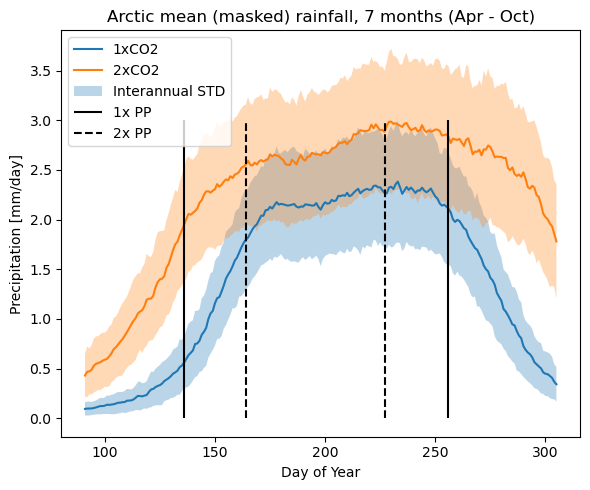 Arctic mean (masked) rainfall, 7 months (Apr - Oct)
1xCO2
2xCO2
Interannual STD
1x PP
2x PP
Precipitation [mm/day]
3.5
3.0
2.5
2.0
1.5
1.0
0.5
0.0
100
150
200
250
300
Day of Year